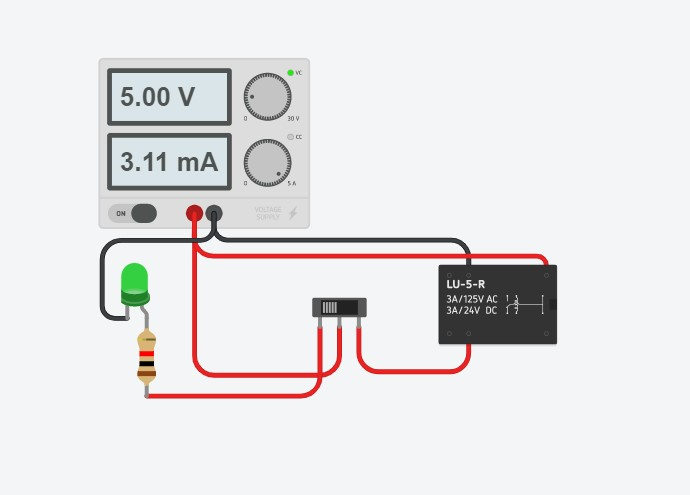 5.00 V
VC
0 30 V
3.11 mA
CC
0 5 A
ON
VOLTAGE
SUPPLY
LU-5-R
3A/125V AC
3A/24V DC